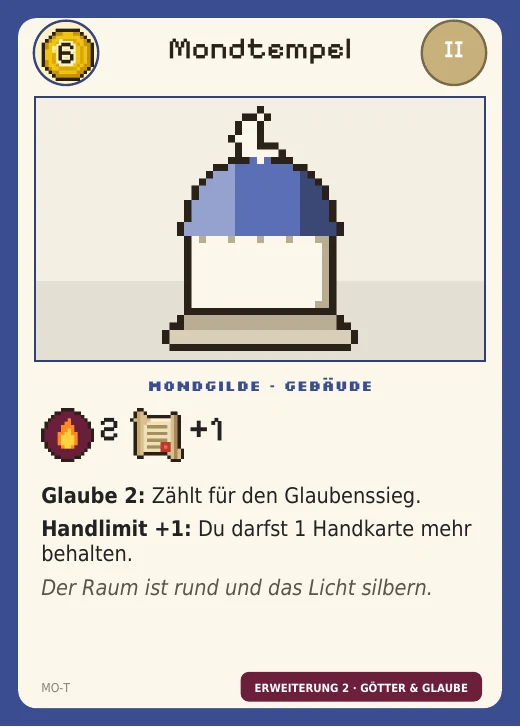 6
Mondtempel
II
MONDGILDE - GEBÄUDE
2
+1
Glaube 2: Zählt für den Glaubenssieg.
Handlimit +1: Du darfst 1 Handkarte mehr
behalten.
Der Raum ist rund und das Licht silbern.
MO-T
ERWEITERUNG 2 · GÖTTER & GLAUBE